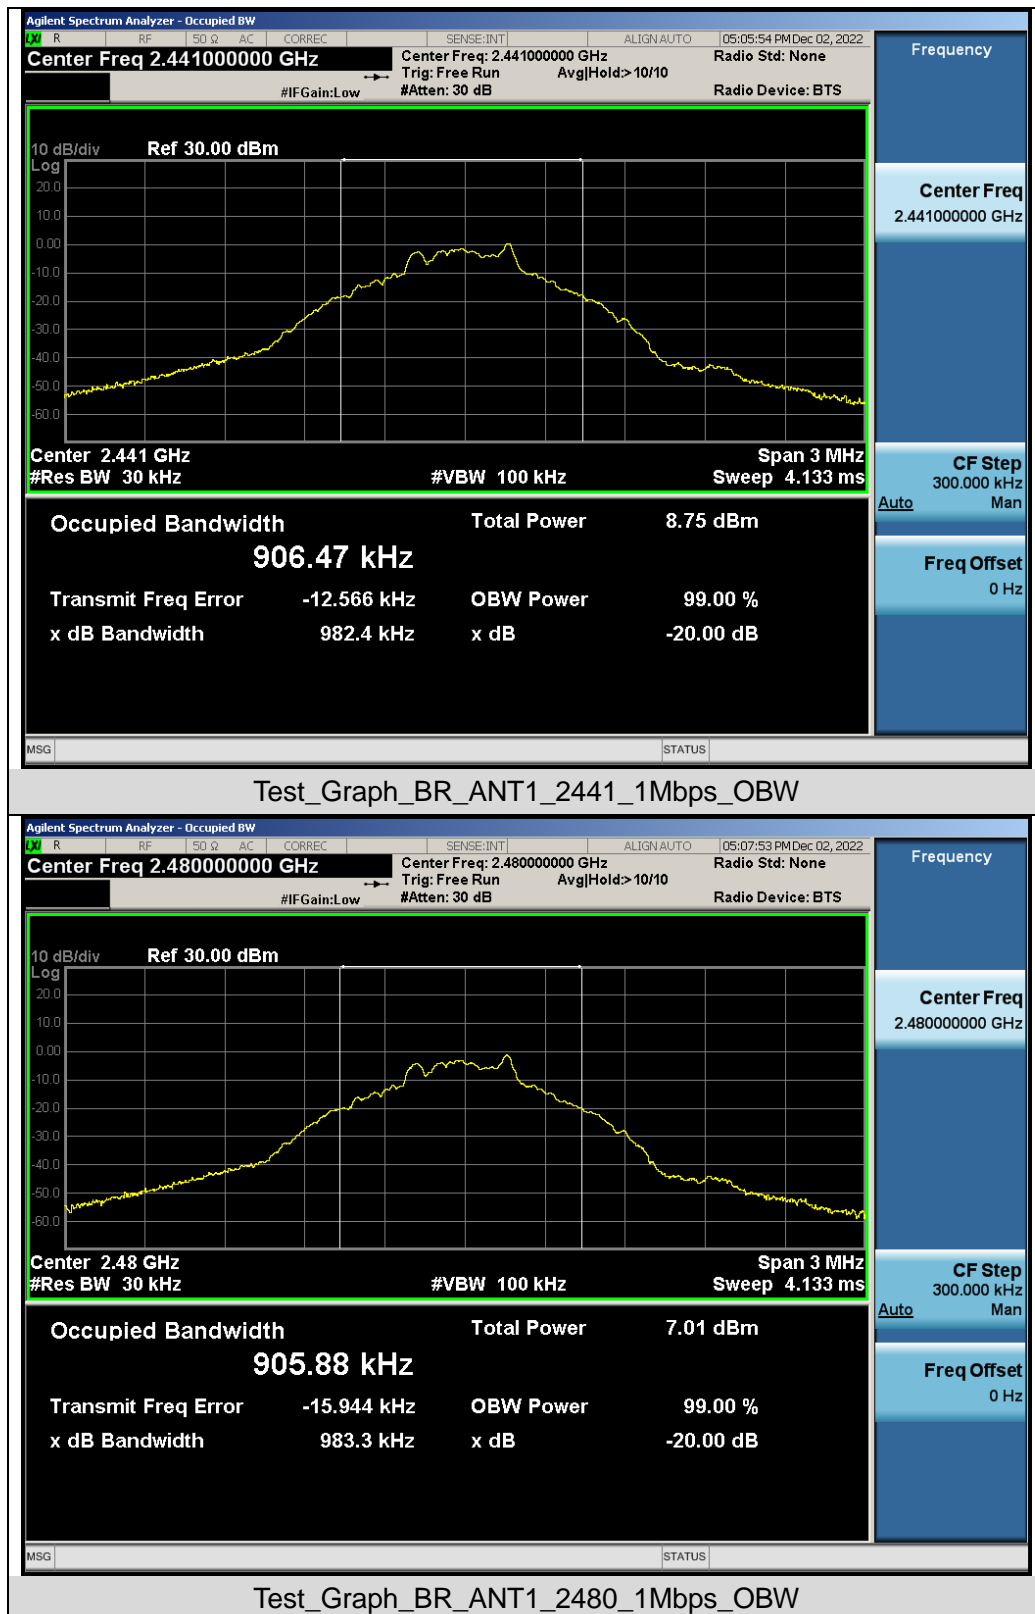 Agilent Spectrum Analyzer - Occupied BW
LXI R RF 50 Ω AC CORREC SENSE:INT ALIGN AUTO 05:05:54 PM Dec 02, 2022
Center Freq 2.441000000 GHz
Center Freq: 2.441000000 GHz Radio Std: None
Trig: Free Run Avg|Hold:> 10/10
#IFGain:Low #Atten: 30 dB Radio Device: BTS
Frequency
10 dB/div Ref 30.00 dBm
Log
20.0
10.0
0.00
-10.0
-20.0
-30.0
-40.0
-50.0
-60.0
Center 2.441 GHz Span 3 MHz
#Res BW 30 kHz #VBW 100 kHz Sweep 4.133 ms
Center Freq
2.441000000 GHz
CF Step
300.000 kHz
Auto Man
Freq Offset
0 Hz
Occupied Bandwidth Total Power 8.75 dBm
906.47 kHz
Transmit Freq Error -12.566 kHz OBW Power 99.00 %
x dB Bandwidth 982.4 kHz x dB -20.00 dB
MSG STATUS
Test_Graph_BR_ANT1_2441_1Mbps_OBW
Agilent Spectrum Analyzer - Occupied BW
LXI R RF 50 Ω AC CORREC SENSE:INT ALIGN AUTO 05:07:53 PM Dec 02, 2022
Center Freq 2.480000000 GHz
Center Freq: 2.480000000 GHz Radio Std: None
Trig: Free Run Avg|Hold:> 10/10
#IFGain:Low #Atten: 30 dB Radio Device: BTS
Frequency
10 dB/div Ref 30.00 dBm
Log
20.0
10.0
0.00
-10.0
-20.0
-30.0
-40.0
-50.0
-60.0
Center 2.48 GHz Span 3 MHz
#Res BW 30 kHz #VBW 100 kHz Sweep 4.133 ms
Center Freq
2.480000000 GHz
CF Step
300.000 kHz
Auto Man
Freq Offset
0 Hz
Occupied Bandwidth Total Power 7.01 dBm
905.88 kHz
Transmit Freq Error -15.944 kHz OBW Power 99.00 %
x dB Bandwidth 983.3 kHz x dB -20.00 dB
MSG STATUS
Test_Graph_BR_ANT1_2480_1Mbps_OBW